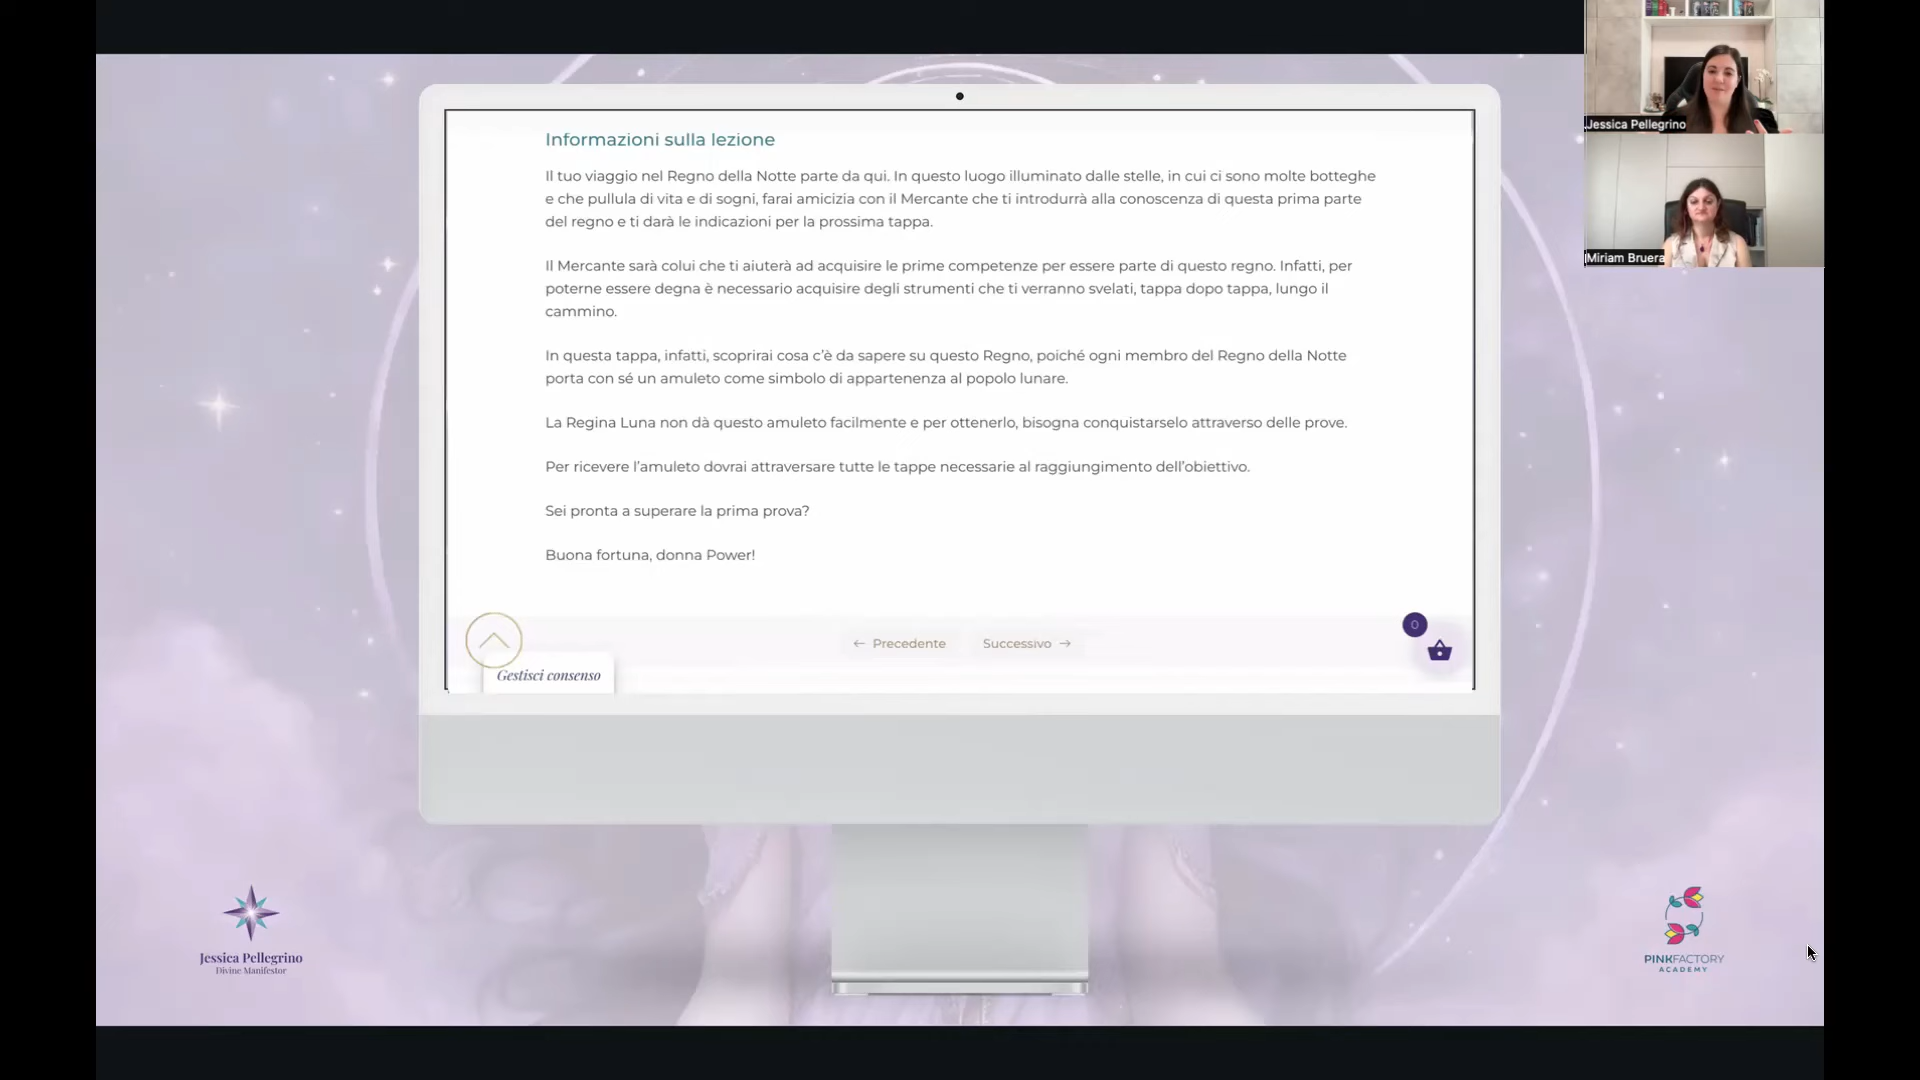 Informazioni sulla lezione
Il tuo viaggio nel Regno della Notte parte da qui. In questo luogo illuminato dalle stelle, in cui ci sono molte botteghe
e che pullula di vita e di sogni, farai amicizia con il Mercante che ti introdurrà alla conoscenza di questa prima parte
del regno e ti darà le indicazioni per la prossima tappa.
Il Mercante sarà colui che ti aiuterà ad acquisire le prime competenze per essere parte di questo regno. Infatti, per
poterne essere degna è necessario acquisire degli strumenti che ti verranno svelati, tappa dopo tappa, lungo il
cammino.
In questa tappa, infatti, scoprirai cosa c’è da sapere su questo Regno, poiché ogni membro del Regno della Notte
porta con sé un amuleto come simbolo di appartenenza al popolo lunare.
La Regina Luna non dà questo amuleto facilmente e per ottenerlo, bisogna conquistarselo attraverso delle prove.
Per ricevere l’amuleto dovrai attraversare tutte le tappe necessarie al raggiungimento dell’obiettivo.
Sei pronta a superare la prima prova?
Buona fortuna, donna Power!
← Precedente
Successivo →
0
Gestisci consenso
Jessica Pellegrino
Miriam Bruera
Jessica Pellegrino
Divine Manifestor
PINKFACTORY
ACADEMY